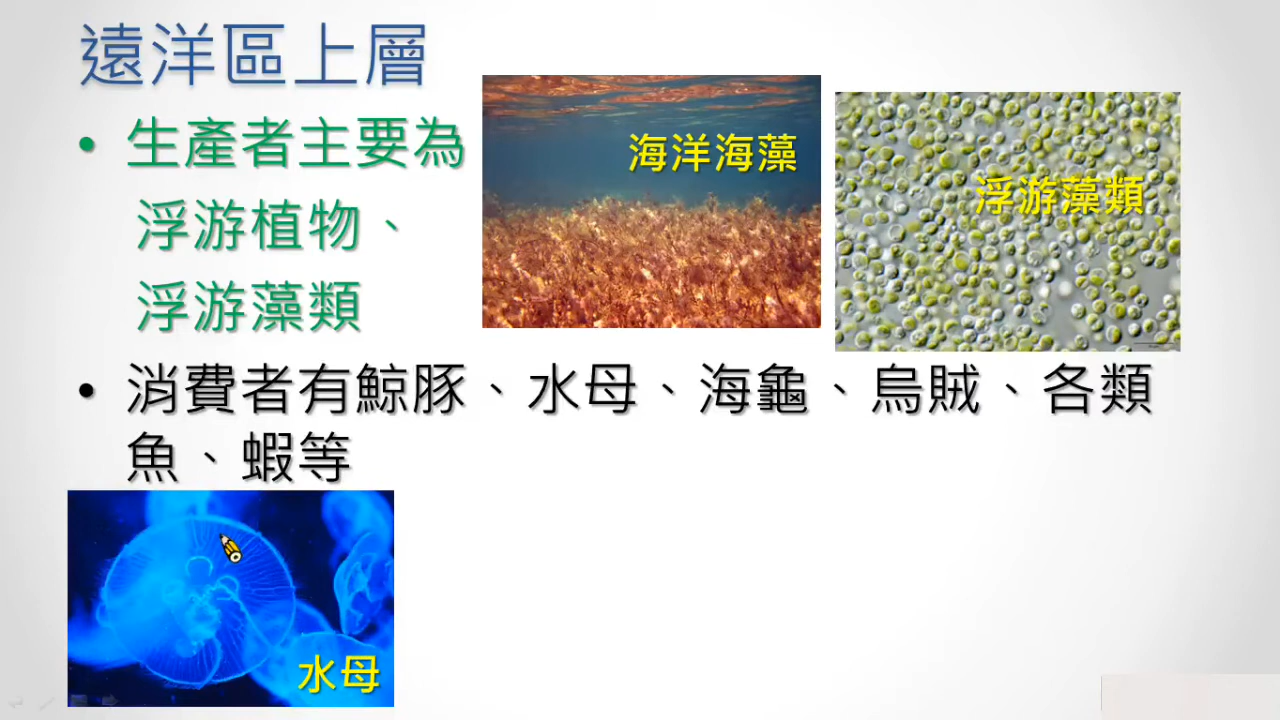 遠洋區上層
• 生產者主要為
浮游植物、
浮游藻類
海洋海藻
浮游藻類
• 消費者有鯨豚、水母、海龜、烏賊、各類
魚、蝦等
水母